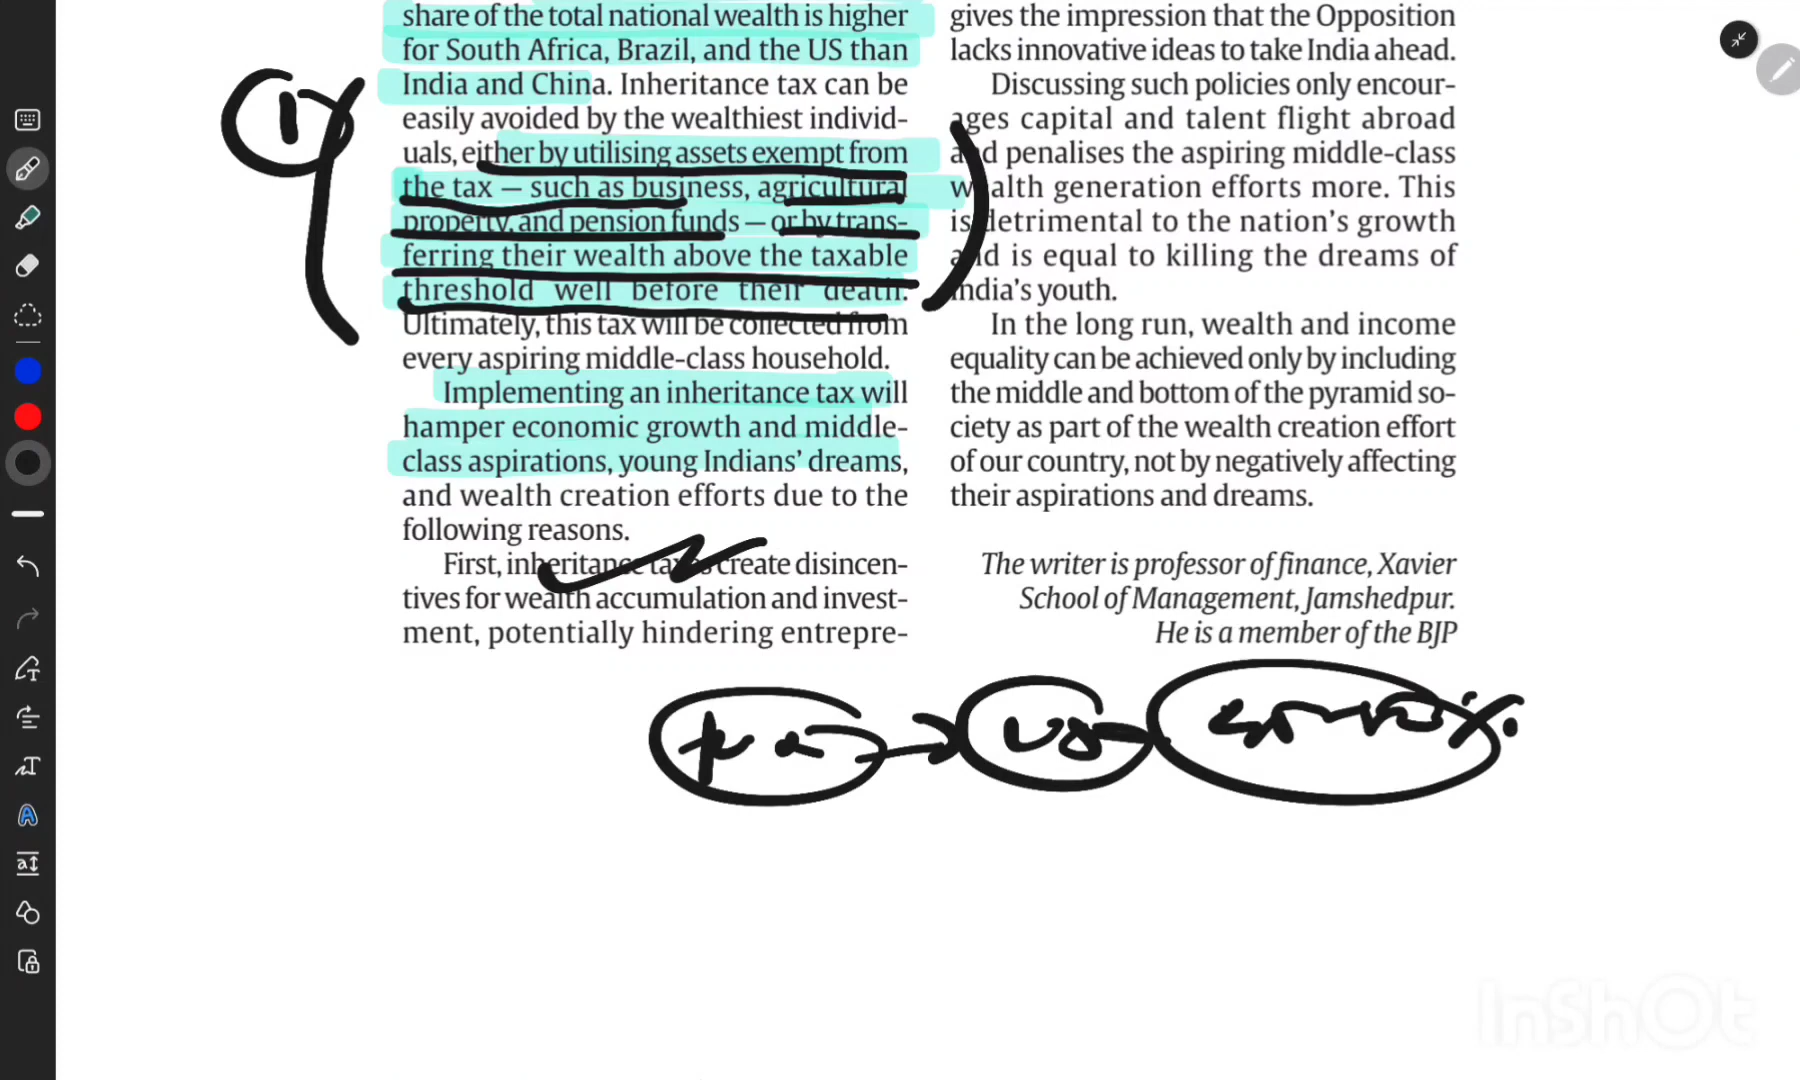 share of the total national wealth is higher
for South Africa, Brazil, and the US than
India and China. Inheritance tax can be
easily avoided by the wealthiest individ-
uals, either by utilising assets exempt from
the tax — such as business, agricultural
property, and pension funds — or by trans-
ferring their wealth above the taxable
threshold well before their death.
Ultimately, this tax will be collected from
every aspiring middle-class household.
Implementing an inheritance tax will
hamper economic growth and middle-
class aspirations, young Indians' dreams,
and wealth creation efforts due to the
following reasons.
First, inheritance taxes create disincen-
tives for wealth accumulation and invest-
ment, potentially hindering entrepre-
gives the impression that the Opposition
lacks innovative ideas to take India ahead.
Discussing such policies only encour-
ages capital and talent flight abroad
and penalises the aspiring middle-class
wealth generation efforts more. This
is detrimental to the nation's growth
and is equal to killing the dreams of
India's youth.
In the long run, wealth and income
equality can be achieved only by including
the middle and bottom of the pyramid so-
ciety as part of the wealth creation effort
of our country, not by negatively affecting
their aspirations and dreams.
The writer is professor of finance, Xavier
School of Management, Jamshedpur.
He is a member of the BJP
1
InShOt